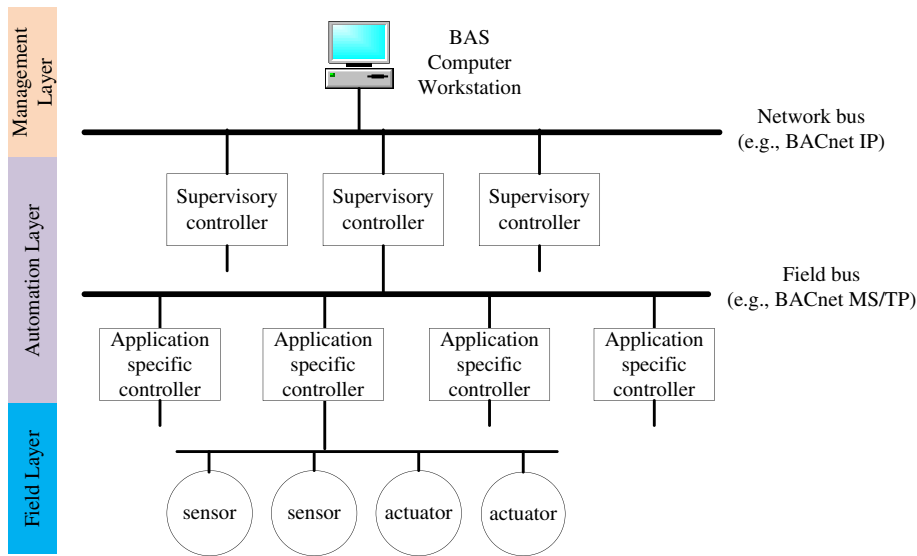 Management
Layer
BAS
Computer
Workstation
Network bus
(e.g., BACnet IP)
Automation Layer
Supervisory
controller
Supervisory
controller
Supervisory
controller
Field bus
(e.g., BACnet MS/TP)
Application
specific
controller
Application
specific
controller
Application
specific
controller
Application
specific
controller
Field Layer
sensor
sensor
actuator
actuator